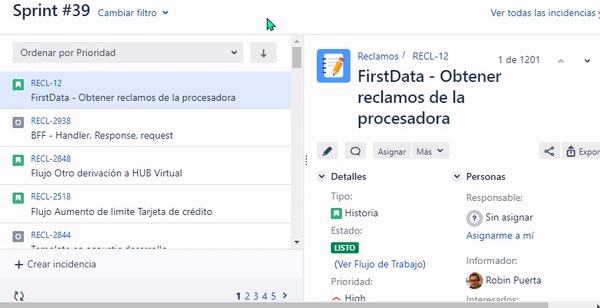 Sprint #39 Cambiar filtro
Ver todas las incidencias y
Ordenar por Prioridad
RECL-12
FirstData - Obtener reclamos de la procesadora
RECL-2938
BFF - Handler, Response, request
RECL-2848
Flujo Otro derivación a HUB Virtual
RECL-2518
Flujo Aumento de limite Tarjeta de crédito
RECL-2844
+ Crear incidencia
1 2 3 4 5
Reclamos / RECL-12
1 de 1201
FirstData - Obtener
reclamos de la
procesadora
Asignar Más
Expor
Detalles
Tipo:
Historia
Estado:
LISTO
(Ver Flujo de Trabajo)
Prioridad:
High
Personas
Responsable:
Sin asignar
Asignarme a mí
Informador:
Robin Puerta
Interesados: